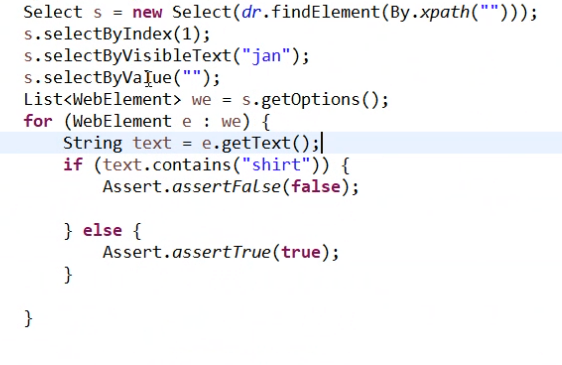 Select s = new Select(dr.findElement(By.xpath("")));
s.selectByIndex(1);
s.selectByVisibleText("jan");
s.selectByValue("");
List<WebElement> we = s.getOptions();
for (WebElement e : we) {
    String text = e.getText();
    if (text.contains("shirt")) {
        Assert.assertFalse(false);
    } else {
        Assert.assertTrue(true);
    }
}